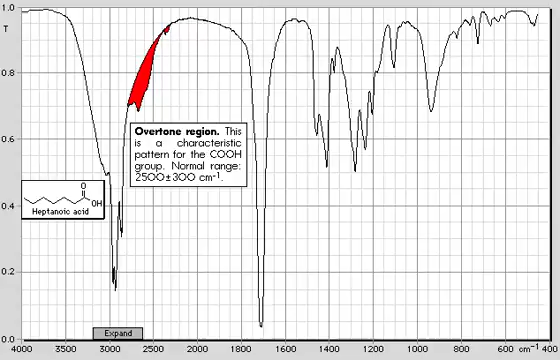 1.0
T
0.8
Overtone region. This
is a characteristic
pattern for the COOH
group. Normal range:
2500±300 cm-1.
0.6
O
OH
Heptanoic acid
0.4
0.2
Expand
0.0
4000 3500 3000 2500 2000 1800 1600 1400 1200 1000 800 600 cm-1 400